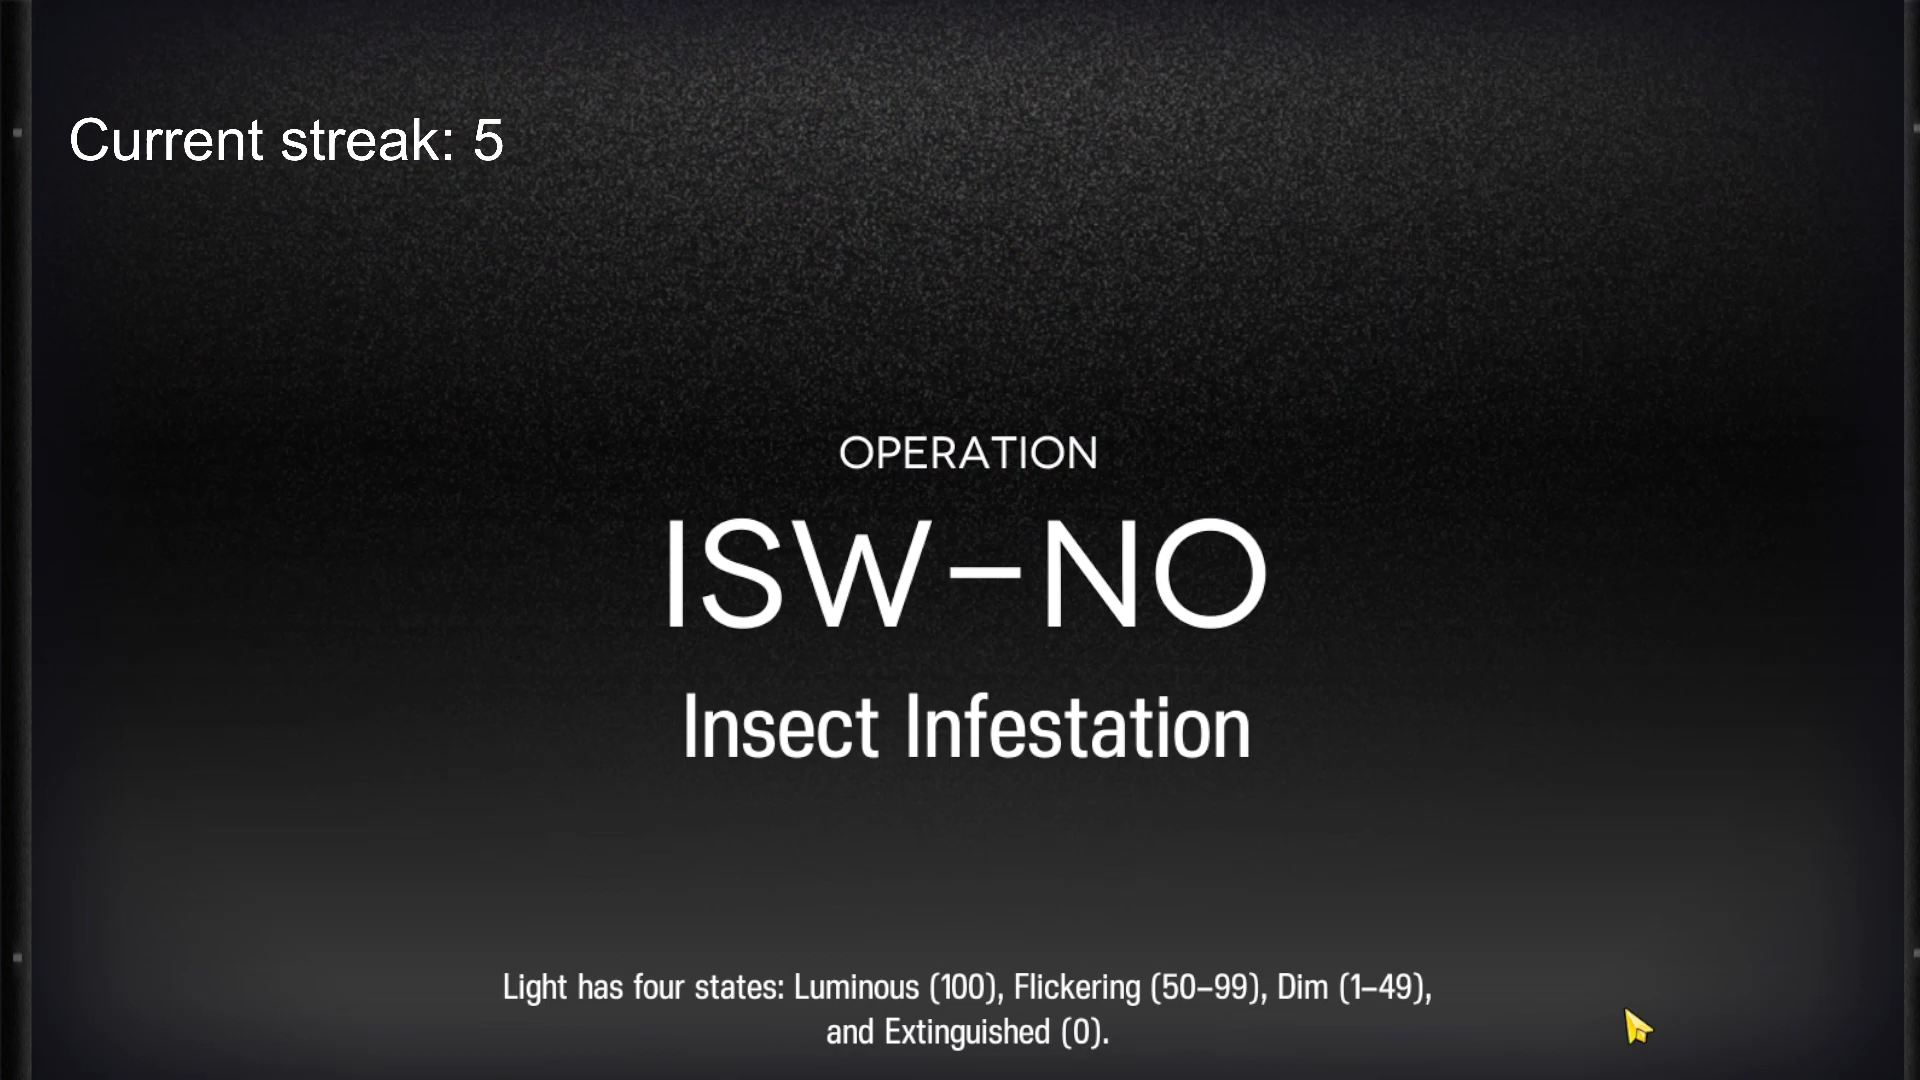 Current streak: 5
OPERATION
ISW-NO
Insect Infestation
Light has four states: Luminous (100), Flickering (50–99), Dim (1–49),
and Extinguished (0).